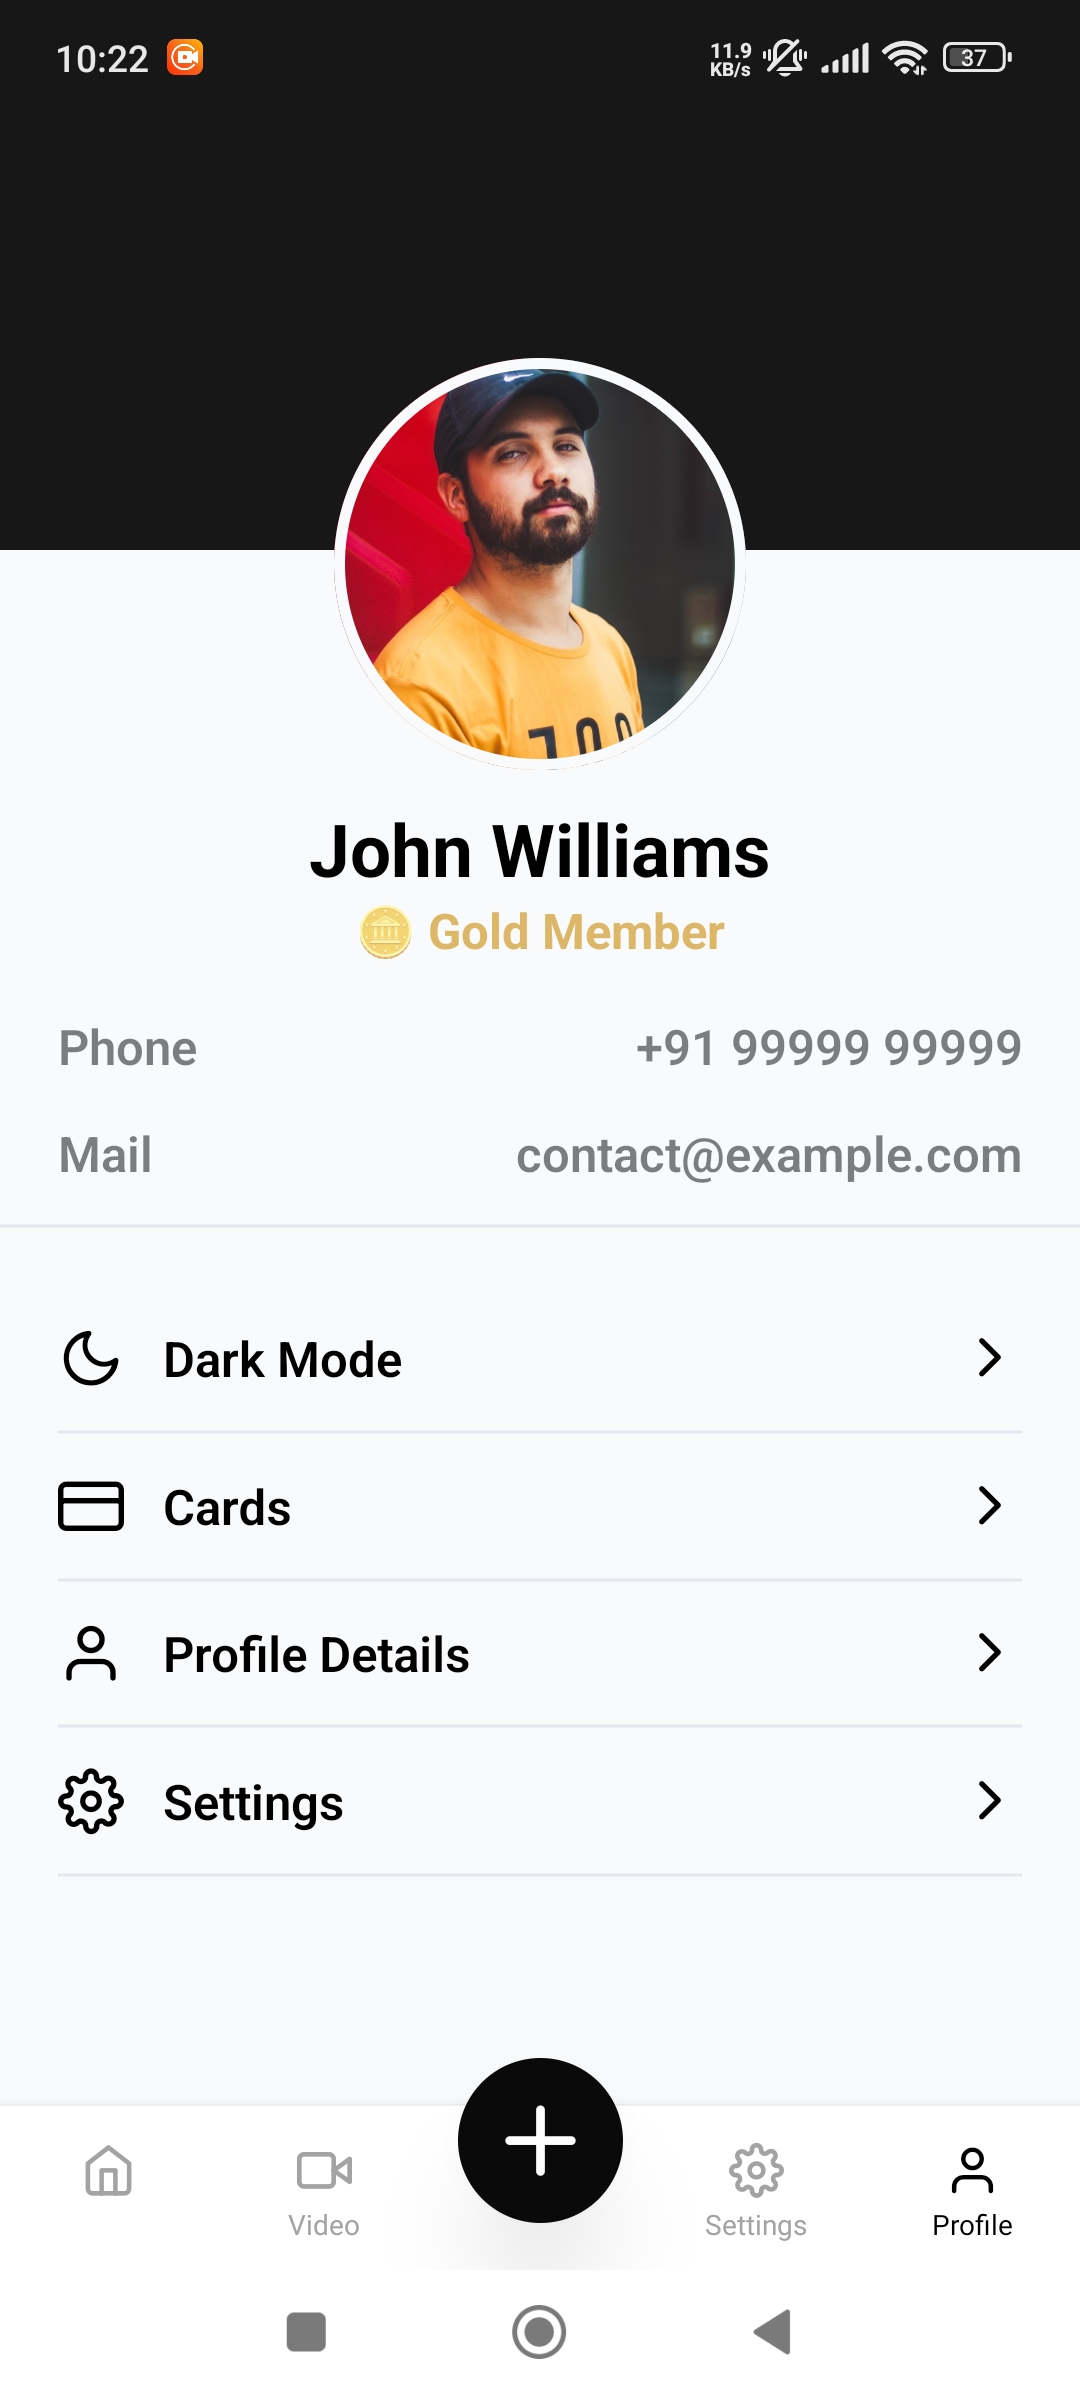 10:22
11.9
KB/s
37
John Williams
Gold Member
Phone +91 99999 99999
Mail contact@example.com
Dark Mode
Cards
Profile Details
Settings
Video Settings Profile